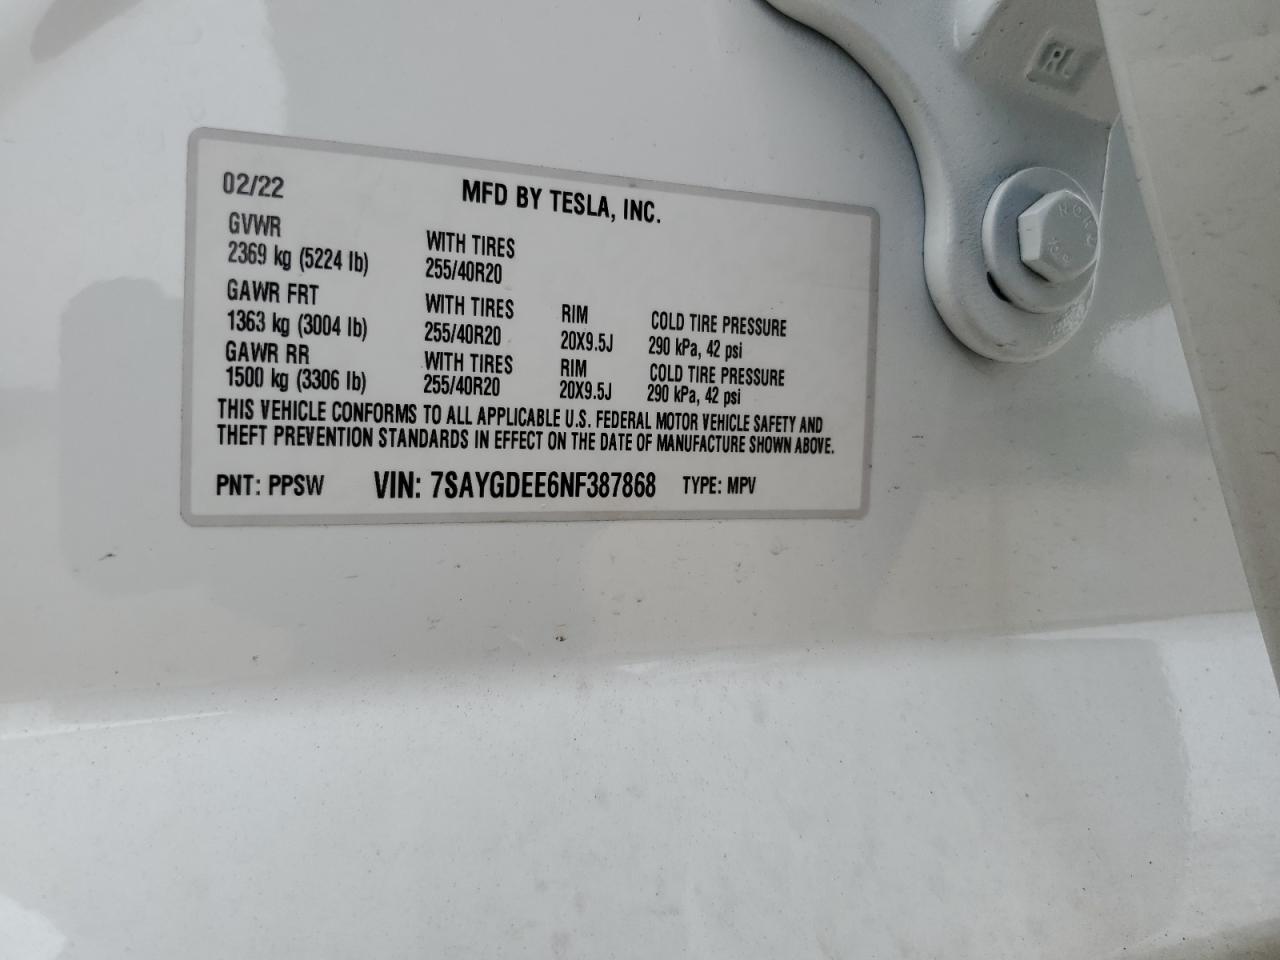 RL
02/22 MFD BY TESLA, INC.
GVWR
2369 kg (5224 lb) WITH TIRES 255/40R20
GAWR FRT
1363 kg (3004 lb) WITH TIRES 255/40R20 RIM 20X9.5J COLD TIRE PRESSURE 290 kPa, 42 psi
GAWR RR
1500 kg (3306 lb) WITH TIRES 255/40R20 RIM 20X9.5J COLD TIRE PRESSURE 290 kPa, 42 psi
THIS VEHICLE CONFORMS TO ALL APPLICABLE U.S. FEDERAL MOTOR VEHICLE SAFETY AND
THEFT PREVENTION STANDARDS IN EFFECT ON THE DATE OF MANUFACTURE SHOWN ABOVE.
PNT: PPSW VIN: 7SAYGDEE6NF387868 TYPE: MPV